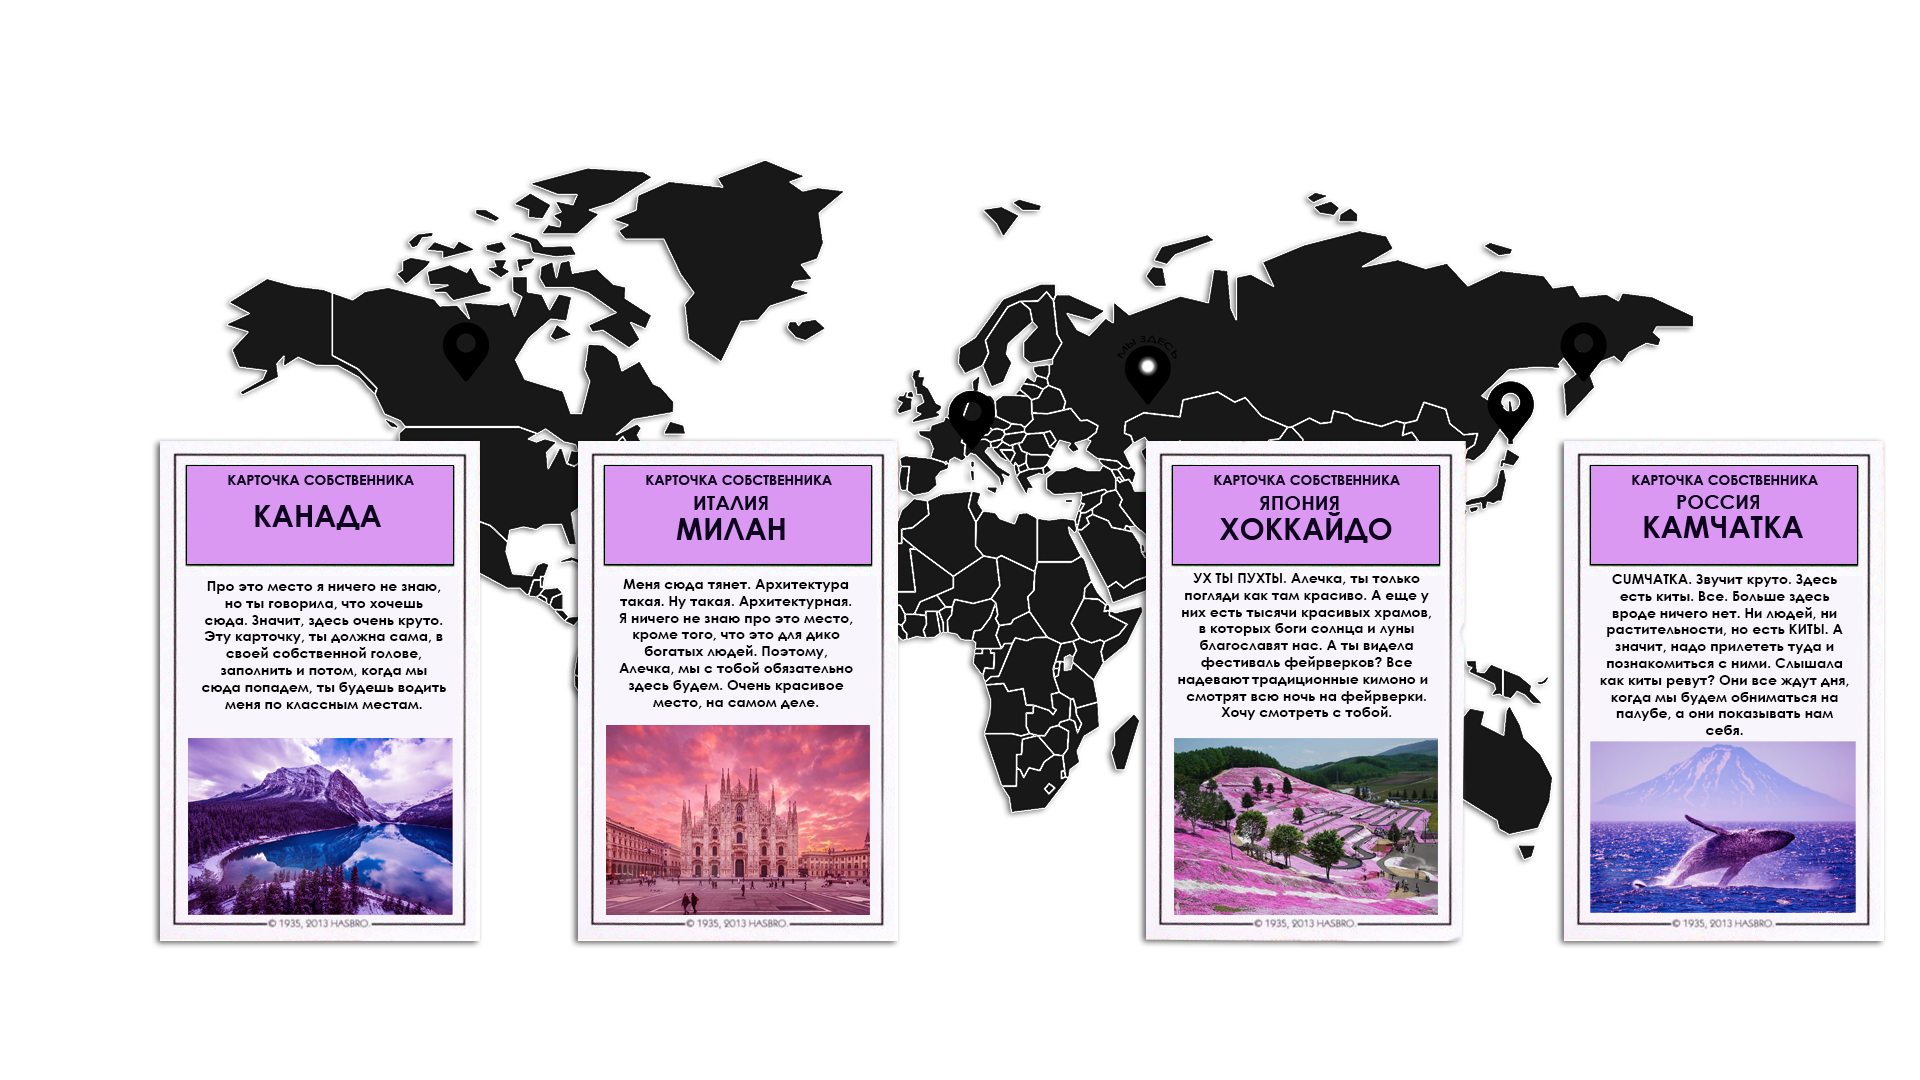 МЫ ЗДЕСЬ
КАРТОЧКА СОБСТВЕННИКА
КАНАДА
Про это место я ничего не знаю,
но ты говорила, что хочешь
сюда. Значит, здесь очень круто.
Эту карточку, ты должна сама, в
своей собственной голове,
заполнить и потом, когда мы
сюда попадем, ты будешь водить
меня по классным местам.
© 1935, 2013 HASBRO.
КАРТОЧКА СОБСТВЕННИКА
ИТАЛИЯ
МИЛАН
Меня сюда тянет. Архитектура
такая. Ну такая. Архитектурная.
Я ничего не знаю про это место,
кроме того, что это для дико
богатых людей. Поэтому,
Алечка, мы с тобой обязательно
здесь будем. Очень красивое
место, на самом деле.
© 1935, 2013 HASBRO.
КАРТОЧКА СОБСТВЕННИКА
ЯПОНИЯ
ХОККАЙДО
УХ ТЫ ПУХТЫ. Алечка, ты только
погляди как там красиво. А еще у
них есть тысячи красивых храмов,
в которых боги солнца и луны
благославят нас. А ты видела
фестиваль фейрверков? Все
надевают традиционные кимоно и
смотрят всю ночь на фейрверки.
Хочу смотреть с тобой.
© 1935, 2013 HASBRO.
КАРТОЧКА СОБСТВЕННИКА
РОССИЯ
КАМЧАТКА
CUMЧАТКА. Звучит круто. Здесь
есть киты. Все. Больше здесь
вроде ничего нет. Ни людей, ни
растительности, но есть КИТЫ. А
значит, надо прилететь туда и
познакомиться с ними. Слышала
как киты ревут? Они все ждут дня,
когда мы будем обниматься на
палубе, а они показывать нам
себя.
© 1935, 2013 HASBRO.